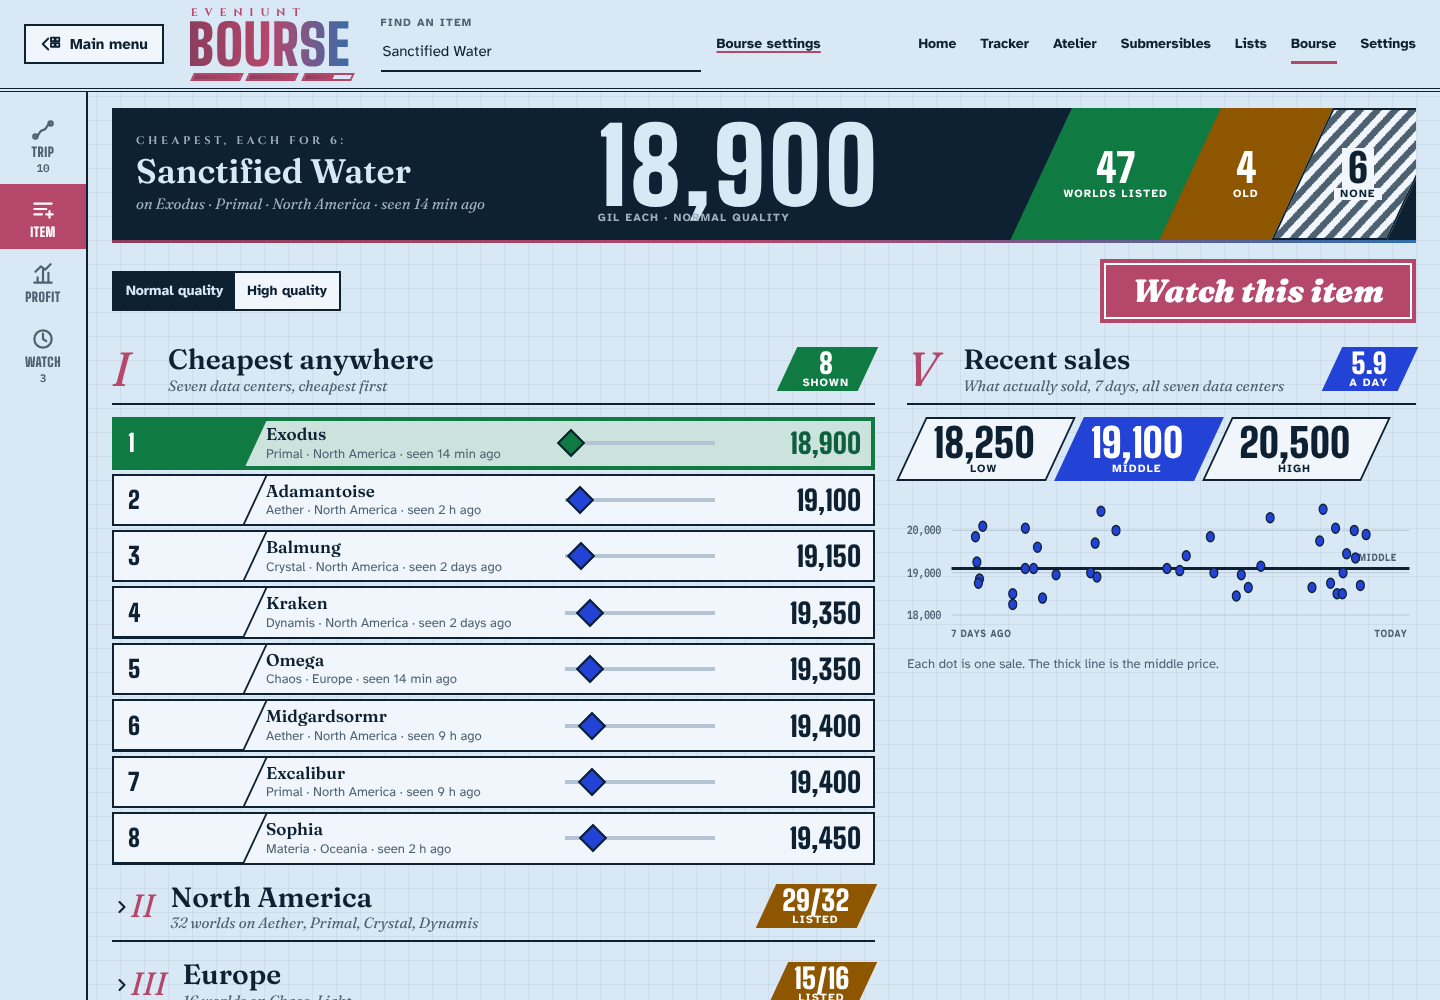 Main menu
EVENIUNT
BOURSE
FIND AN ITEM
Sanctified Water
Bourse settings
Home
Tracker
Atelier
Submersibles
Lists
Bourse
Settings
TRIP
10
ITEM
PROFIT
WATCH
3
CHEAPEST, EACH FOR 6:
Sanctified Water
on Exodus · Primal · North America · seen 14 min ago
18,900
GIL EACH · NORMAL QUALITY
47
WORLDS LISTED
4
OLD
6
NONE
Normal quality
High quality
Watch this item
I
Cheapest anywhere
Seven data centers, cheapest first
8
SHOWN
1
Exodus
Primal · North America · seen 14 min ago
18,900
2
Adamantoise
Aether · North America · seen 2 h ago
19,100
3
Balmung
Crystal · North America · seen 2 days ago
19,150
4
Kraken
Dynamis · North America · seen 2 days ago
19,350
5
Omega
Chaos · Europe · seen 14 min ago
19,350
6
Midgardsormr
Aether · North America · seen 9 h ago
19,400
7
Excalibur
Primal · North America · seen 9 h ago
19,400
8
Sophia
Materia · Oceania · seen 2 h ago
19,450
II
North America
32 worlds on Aether, Primal, Crystal, Dynamis
29/32
LISTED
III
Europe
16 worlds on Chaos, Light
15/16
LISTED
V
Recent sales
What actually sold, 7 days, all seven data centers
5.9
A DAY
18,250
LOW
19,100
MIDDLE
20,500
HIGH
20,000
19,000
18,000
MIDDLE
7 DAYS AGO
TODAY
Each dot is one sale. The thick line is the middle price.